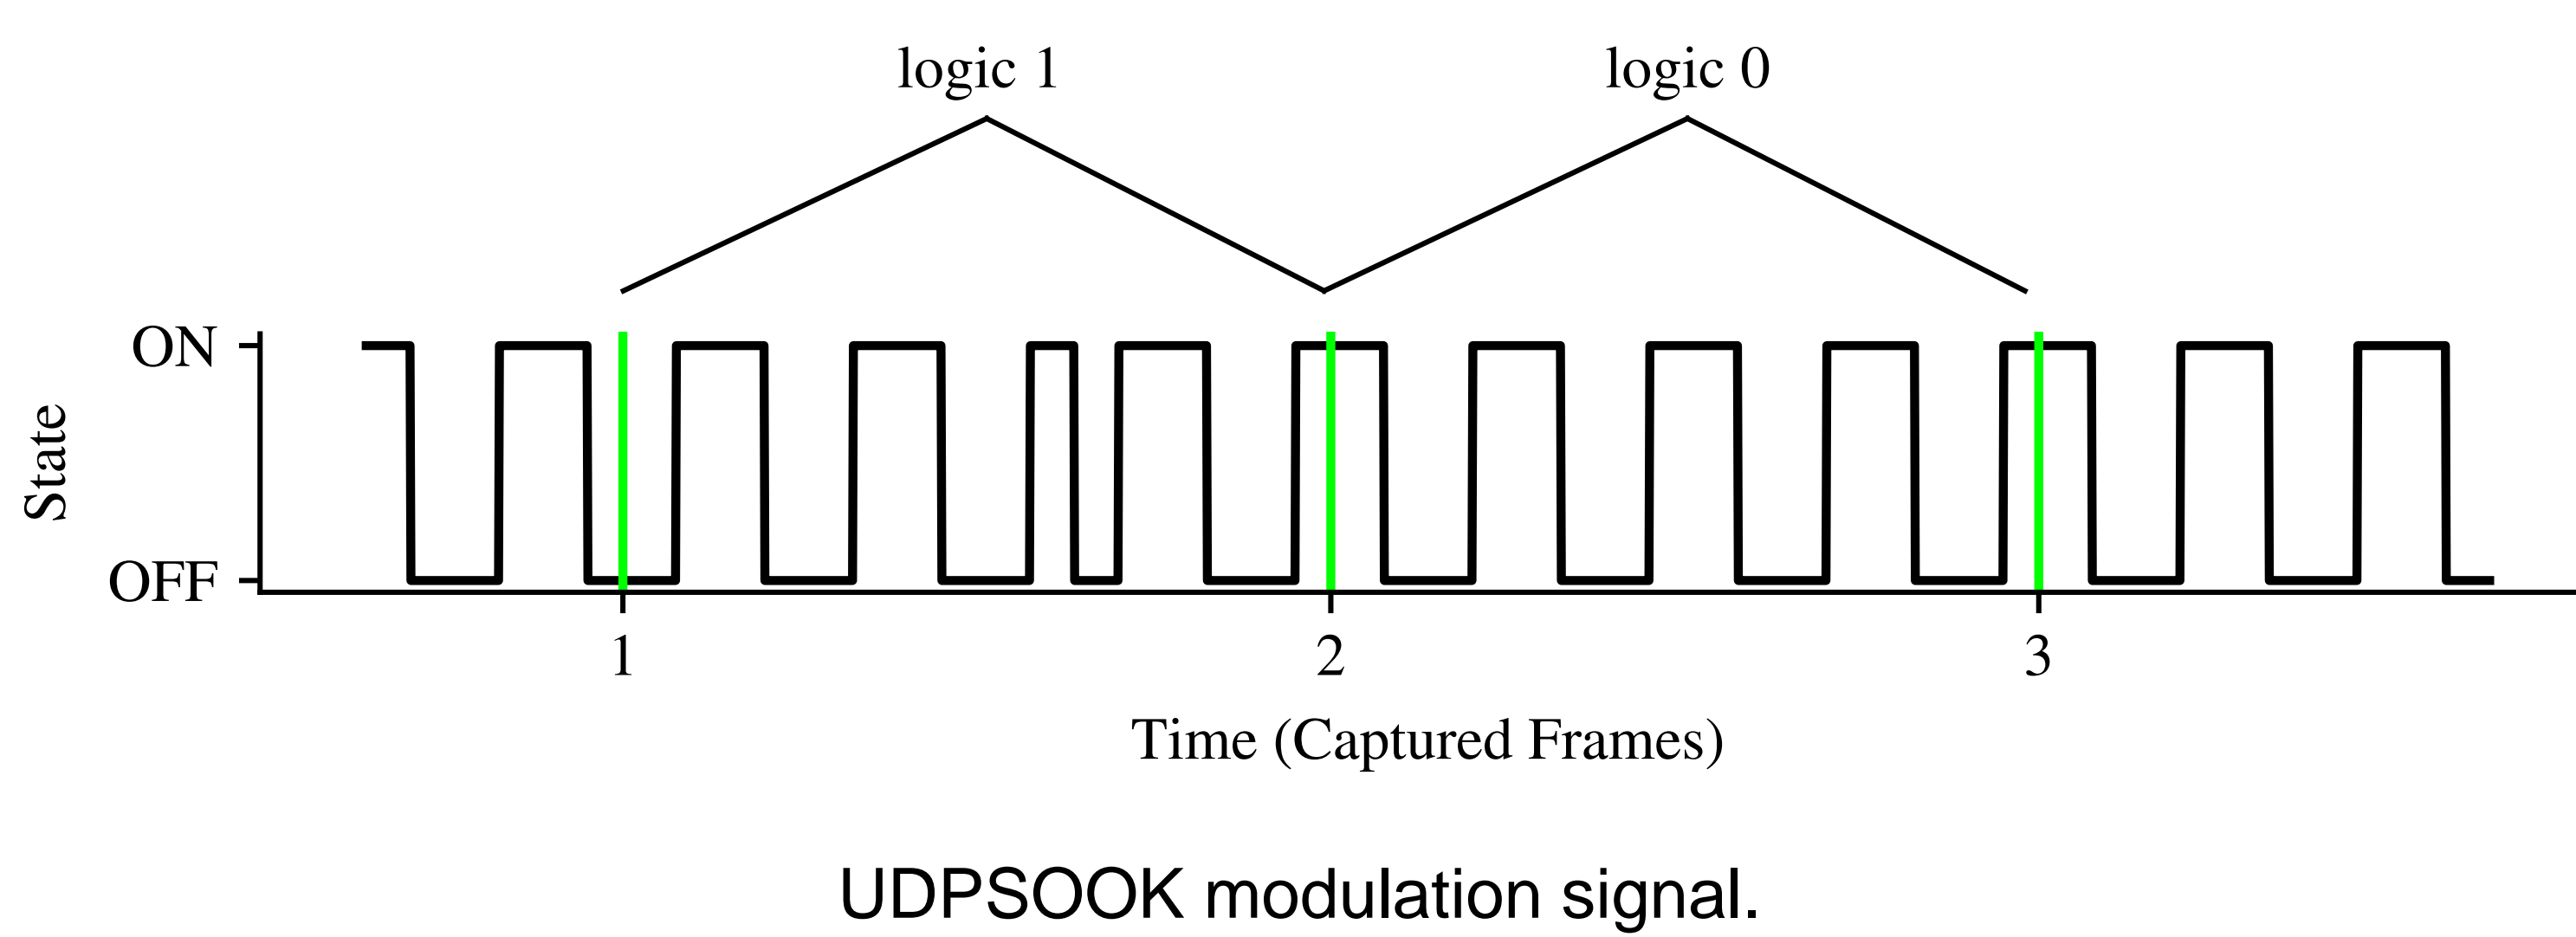 logic 1
logic 0
ON
State
OFF
1
2
3
Time (Captured Frames)
UDPSOOK modulation signal.